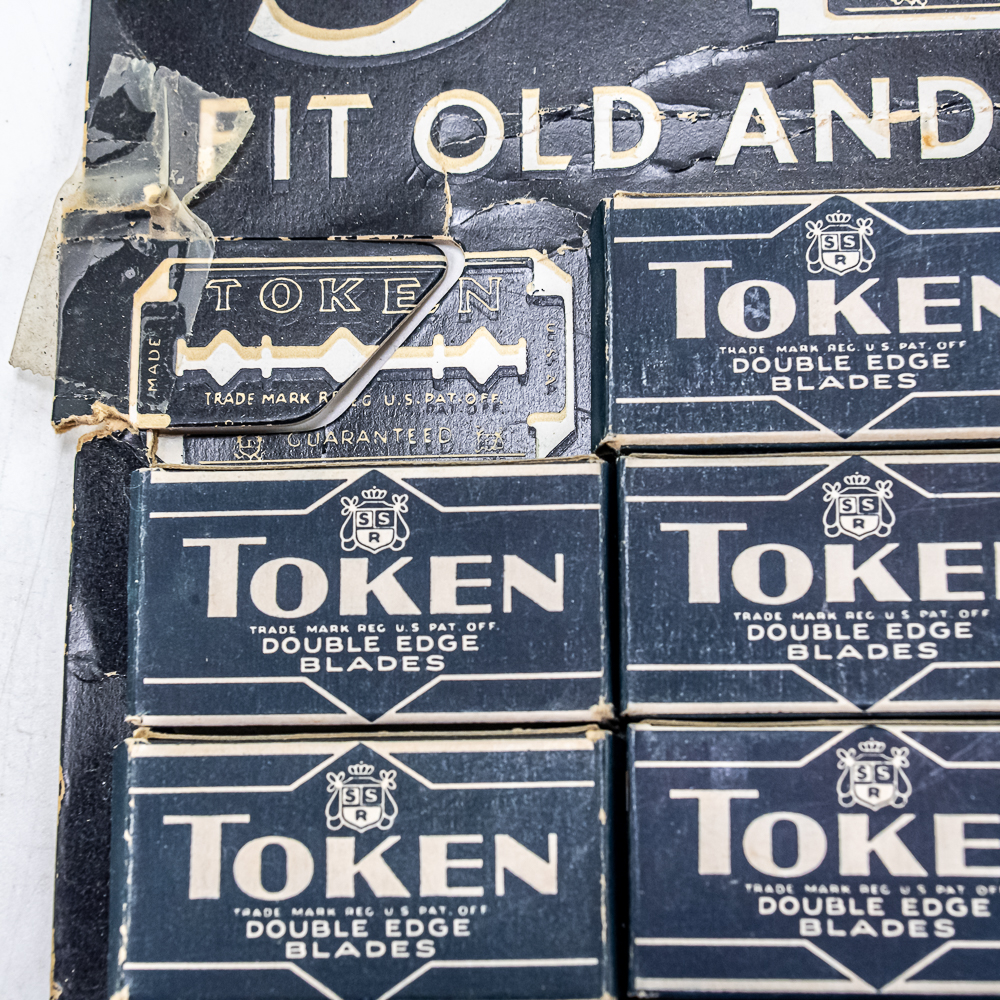 FIT OLD AND
TOKEN
MADE
U.S.A.
TRADE MARK REG U.S. PAT. OFF.
GUARANTEED
SSR
TOKEN
TRADE MARK REG. U.S. PAT. OFF
DOUBLE EDGE
BLADES
SSR
TOKEN
TRADE MARK REG U.S. PAT. OFF.
DOUBLE EDGE
BLADES
SSR
TOKE
TRADE MARK REG U.S. PAT. OFF
DOUBLE EDGE
BLADES
SSR
TOKEN
TRADE MARK REG U.S. PAT. OFF
DOUBLE EDGE
BLADES
SSR
TOKE
TRADE MARK REG U.S. PAT. OF
DOUBLE EDGE
BLADES